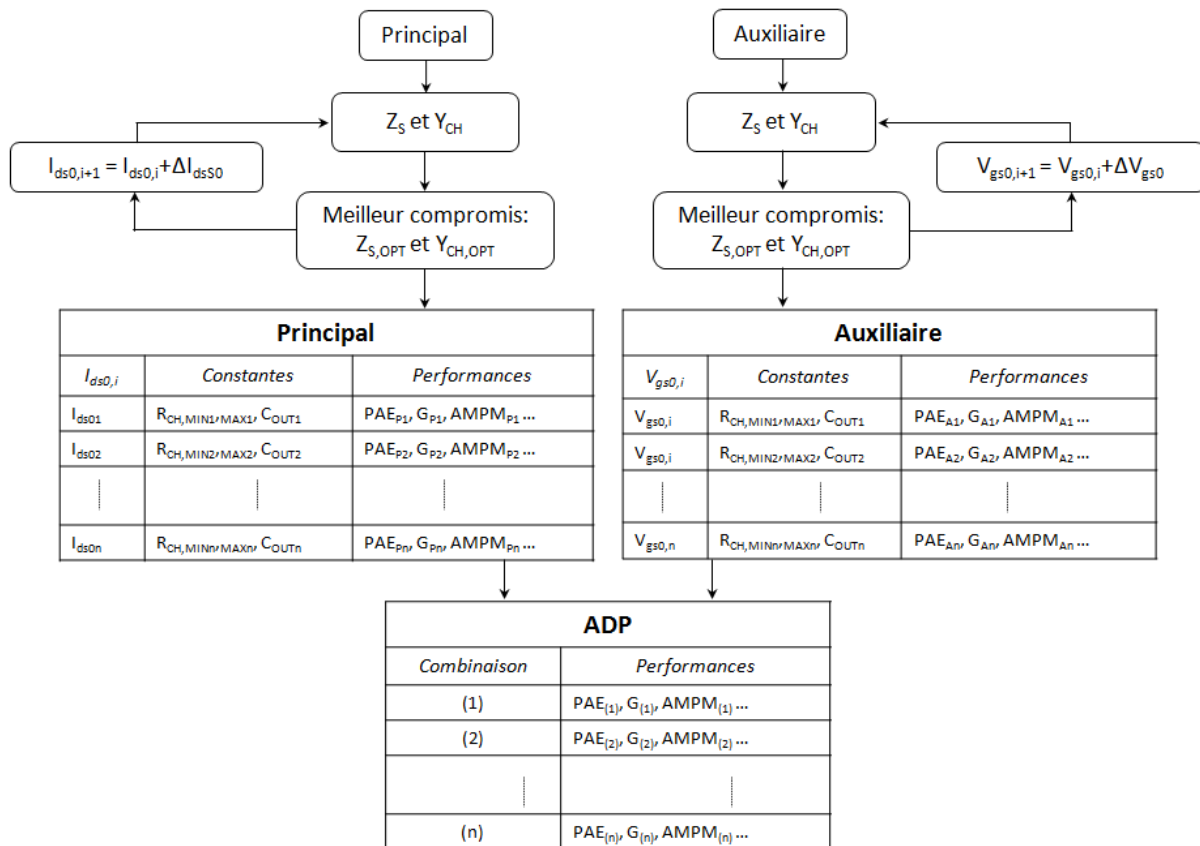 Principal
Auxiliaire
Z_S et Y_CH
Z_S et Y_CH
I_ds0,i+1 = I_ds0,i+ΔI_dsS0
V_gs0,i+1 = V_gs0,i+ΔV_gs0
Meilleur compromis:
Z_S,OPT et Y_CH,OPT
Meilleur compromis:
Z_S,OPT et Y_CH,OPT
Principal
I_ds0,i Constantes Performances
I_ds01 R_CH,MIN1,MAX1, C_OUT1 PAE_P1, G_P1, AMPM_P1 ...
I_ds02 R_CH,MIN2,MAX2, C_OUT2 PAE_P2, G_P2, AMPM_P2 ...
I_ds0n R_CH,MINn,MAXn, C_OUTn PAE_Pn, G_Pn, AMPM_Pn ...
Auxiliaire
V_gs0,i Constantes Performances
V_gs0,i R_CH,MIN1,MAX1, C_OUT1 PAE_A1, G_A1, AMPM_A1 ...
V_gs0,i R_CH,MIN2,MAX2, C_OUT2 PAE_A2, G_A2, AMPM_A2 ...
V_gs0,n R_CH,MINn,MAXn, C_OUTn PAE_An, G_An, AMPM_An ...
ADP
Combinaison Performances
(1) PAE_(1), G_(1), AMPM_(1) ...
(2) PAE_(2), G_(2), AMPM_(2) ...
(n) PAE_(n), G_(n), AMPM_(n) ...